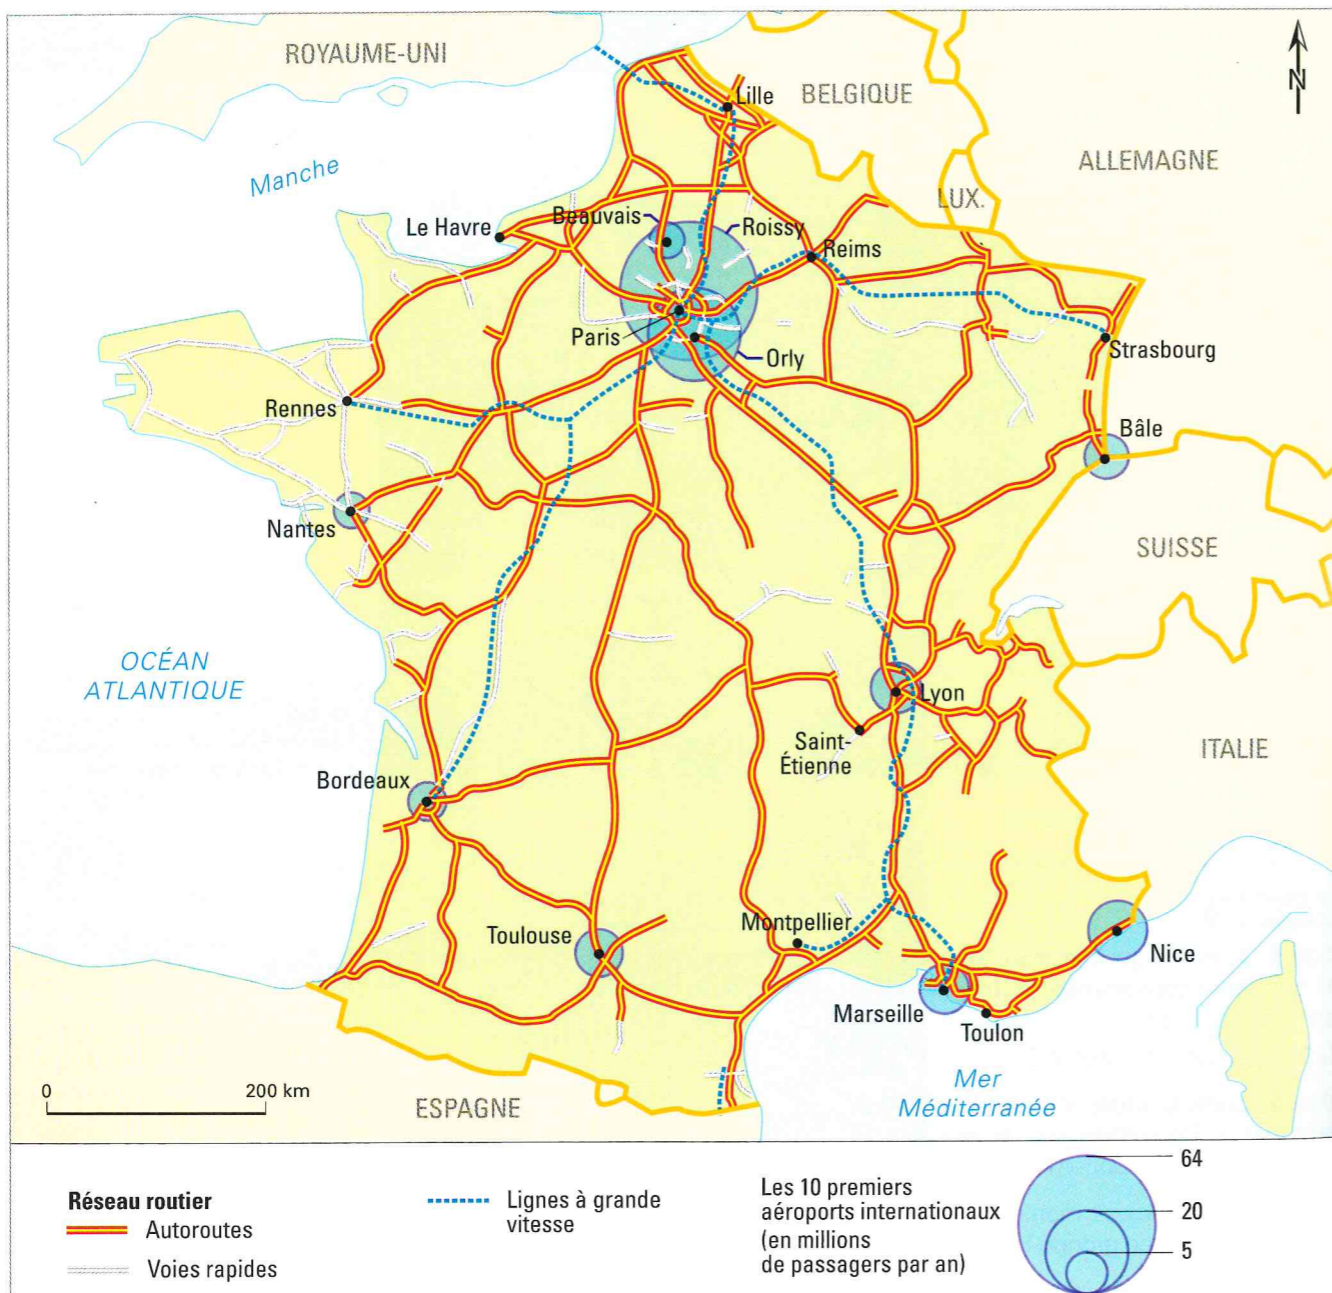 ROYAUME-UNI
N
BELGIQUE
Lille
ALLEMAGNE
Manche
LUX.
Le Havre
Beauvais
Roissy
Reims
Paris
Orly
Strasbourg
Rennes
Bâle
Nantes
SUISSE
OCÉAN
ATLANTIQUE
Lyon
Saint-
Étienne
ITALIE
Bordeaux
Toulouse
Montpellier
Nice
Marseille
Toulon
0 200 km
ESPAGNE
Mer
Méditerranée
Réseau routier
Autoroutes
Voies rapides
Lignes à grande
vitesse
Les 10 premiers
aéroports internationaux
(en millions
de passagers par an)
64
20
5